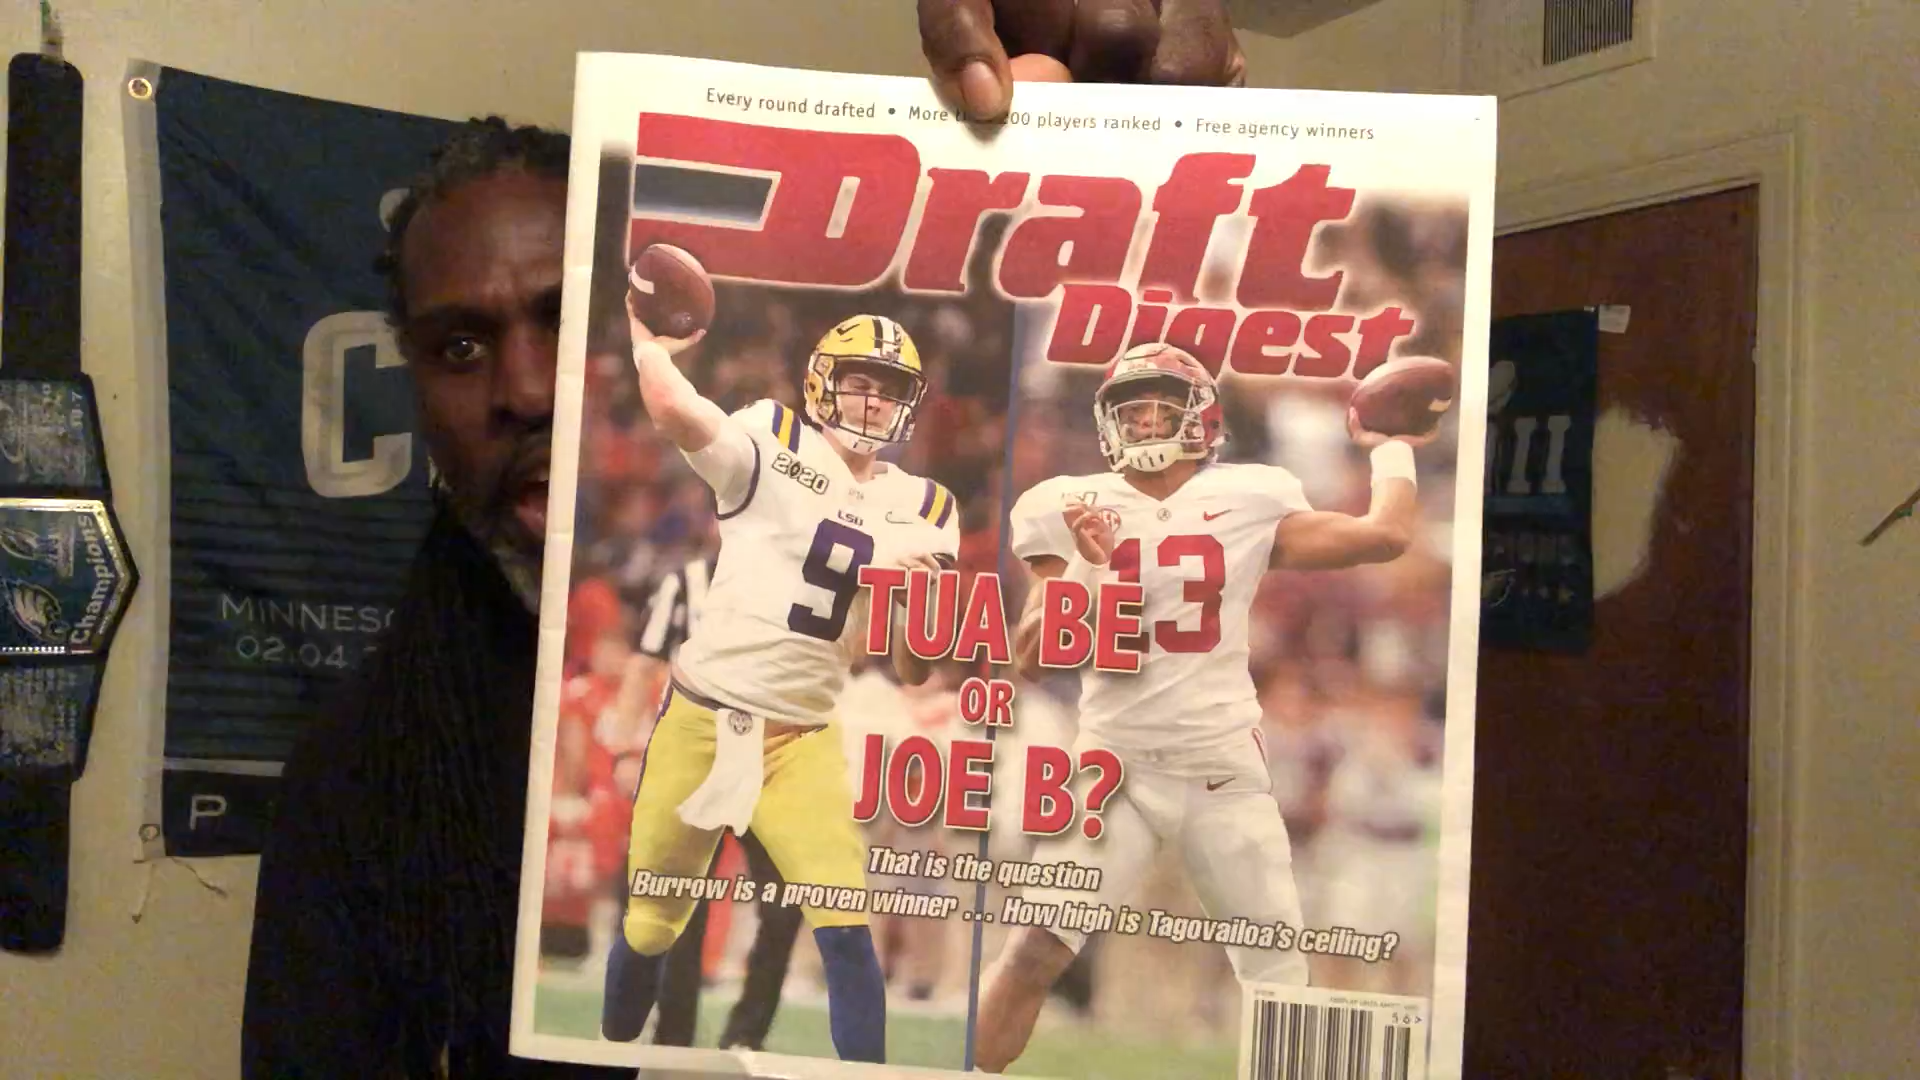 Every round drafted • More 200 players ranked • Free agency winners
Draft
Digest
2020
LSU
9
13
TUA BE
OR
JOE B?
That is the question
Burrow is a proven winner ... How high is Tagovailoa's ceiling?
56>
C
MINNES
02.04.
P
Champions
II